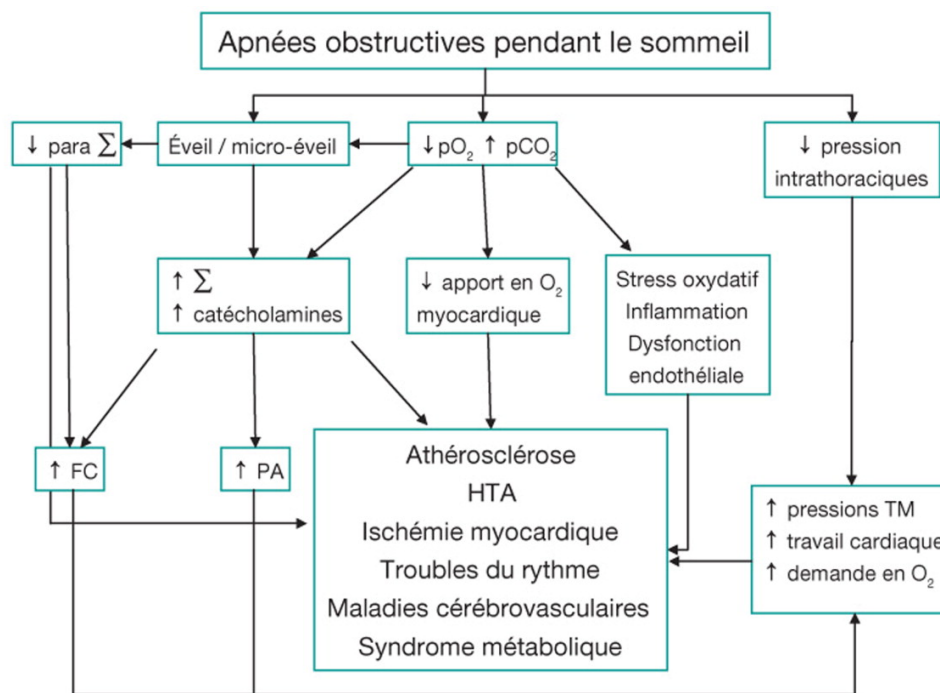 Apnées obstructives pendant le sommeil
↓ para Σ
Éveil / micro-éveil
↓pO₂ ↑ pCO₂
↓ pression
intrathoraciques
↑ Σ
↑ catécholamines
↓ apport en O₂
myocardique
Stress oxydatif
Inflammation
Dysfonction
endothéliale
↑ FC
↑ PA
Athérosclérose
HTA
Ischémie myocardique
Troubles du rythme
Maladies cérébrovasculaires
Syndrome métabolique
↑ pressions TM
↑ travail cardiaque
↑ demande en O₂